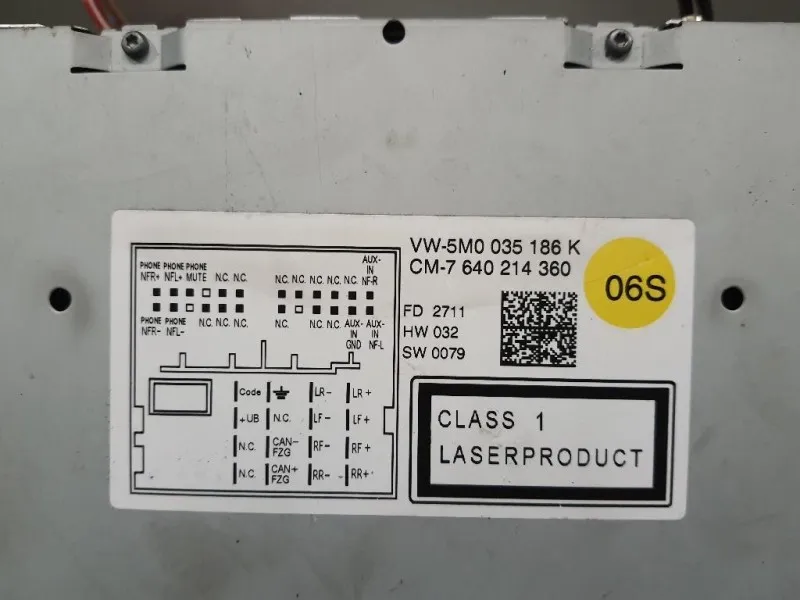 VW-5M0 035 186 K
CM-7 640 214 360
06S
FD 2711
HW 032
SW 0079
PHONE NFR+ PHONE NFL+ PHONE MUTE N.C. N.C. N.C. N.C. N.C. N.C. N.C. AUX-IN NF-R
PHONE NFR- PHONE NFL- N.C. N.C. N.C. N.C. N.C. N.C. AUX-IN GND AUX-IN NF-L
Code LR- LR+
+UB N.C. LF- LF+
N.C. CAN- FZG RF- RF+
N.C. CAN+ FZG RR- RR+
CLASS 1
LASERPRODUCT